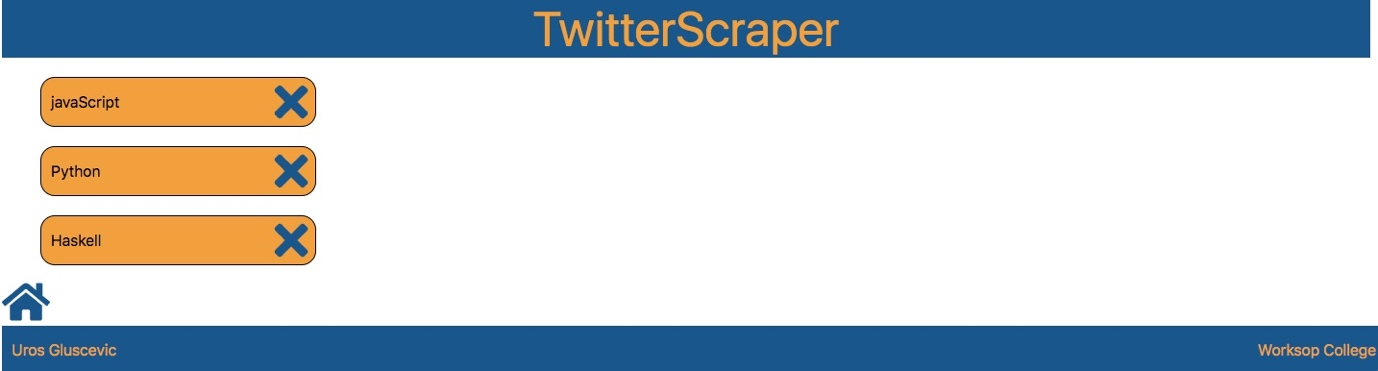 TwitterScraper
javaScript
Python
Haskell
Uros Gluscevic
Worksop College